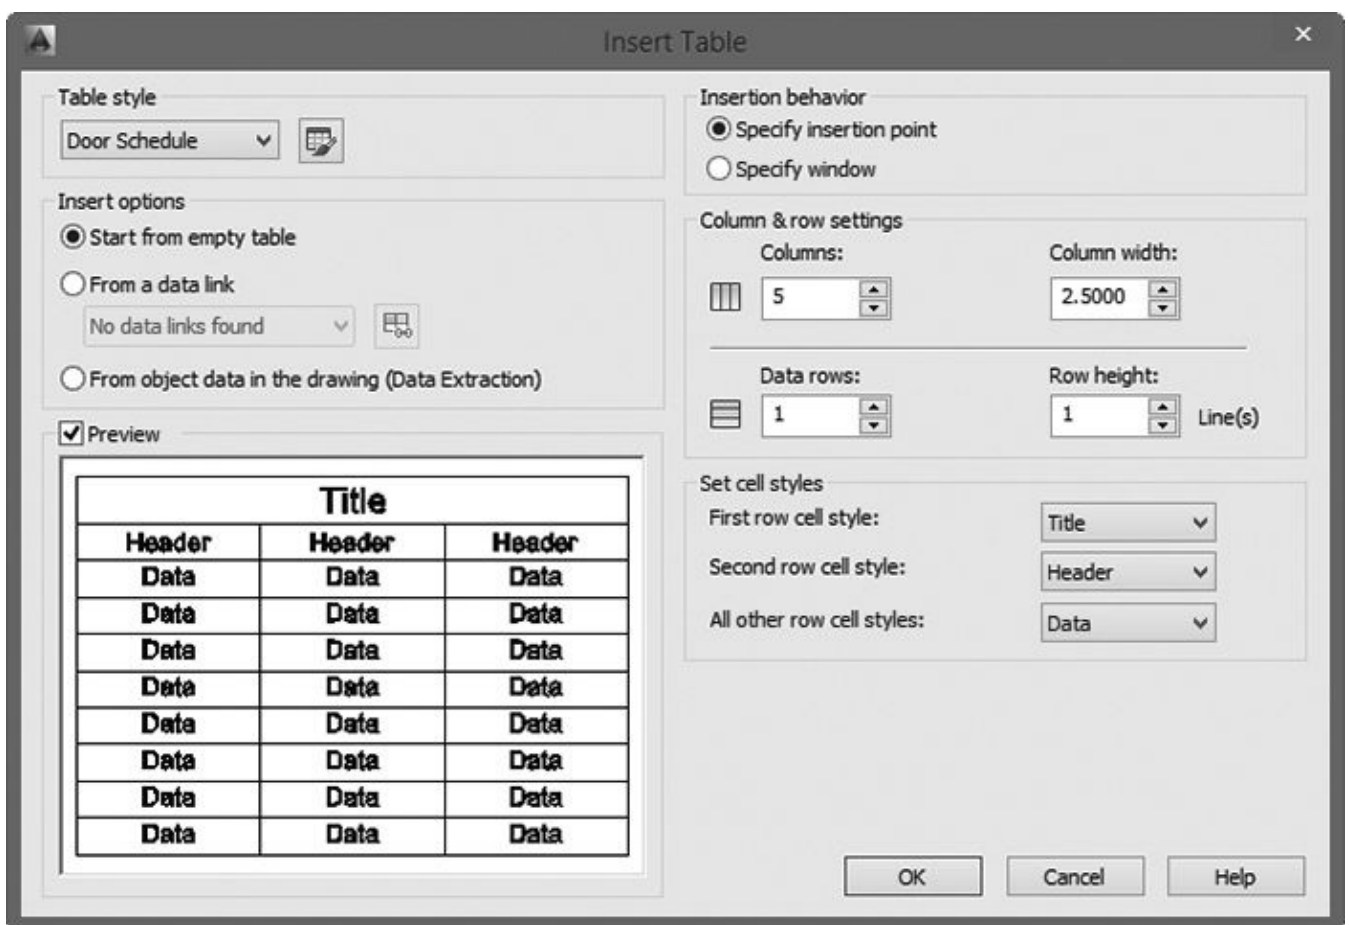 Insert Table
Table style
Door Schedule
Insert options
Start from empty table
From a data link
No data links found
From object data in the drawing (Data Extraction)
Preview
Title
Header Header Header
Data Data Data
Data Data Data
Data Data Data
Data Data Data
Data Data Data
Data Data Data
Data Data Data
Data Data Data
Insertion behavior
Specify insertion point
Specify window
Column & row settings
Columns: Column width:
5 2.5000
Data rows: Row height:
1 1 Line(s)
Set cell styles
First row cell style: Title
Second row cell style: Header
All other row cell styles: Data
OK Cancel Help